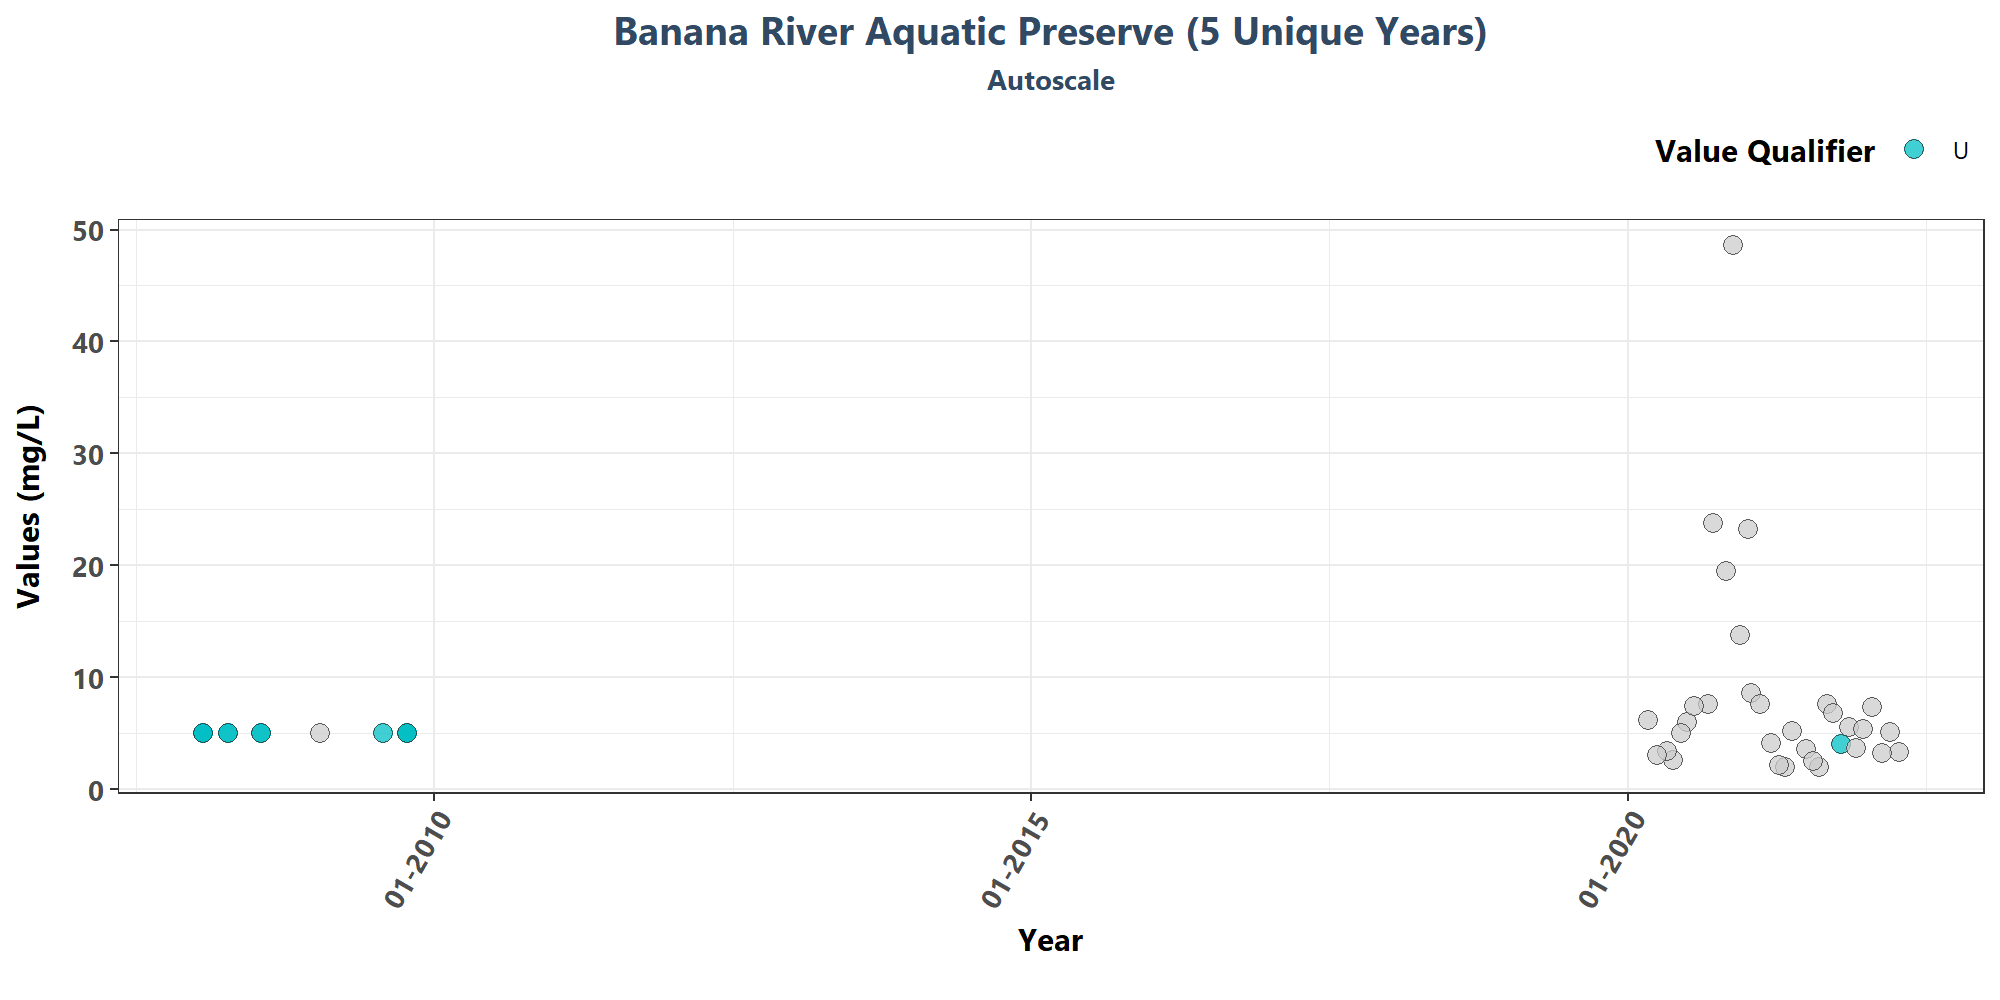 Banana River Aquatic Preserve (5 Unique Years)
Autoscale
Value Qualifier U
50
40
30
20
10
0
Values (mg/L)
01-2010
01-2015
01-2020
Year